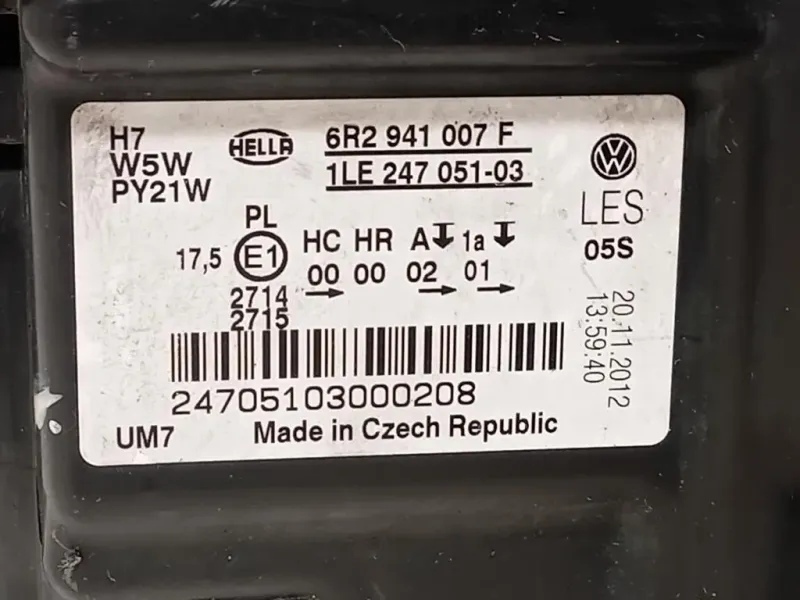 H7
W5W
PY21W
HELLA
6R2 941 007 F
1LE 247 051-03
VW
LES
05S
PL
17,5 E1 HC HR A 1a
00 00 02 01
2714
2715
20.11.2012
13:59:40
24705103000208
UM7 Made in Czech Republic